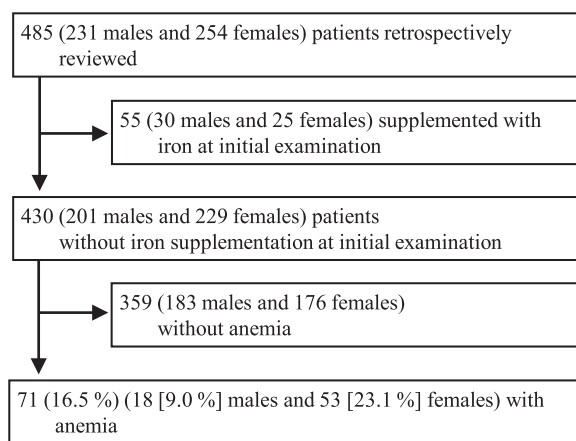 485 (231 males and 254 females) patients retrospectively
reviewed
55 (30 males and 25 females) supplemented with
iron at initial examination
430 (201 males and 229 females) patients
without iron supplementation at initial examination
359 (183 males and 176 females)
without anemia
71 (16.5 %) (18 [9.0 %] males and 53 [23.1 %] females) with
anemia